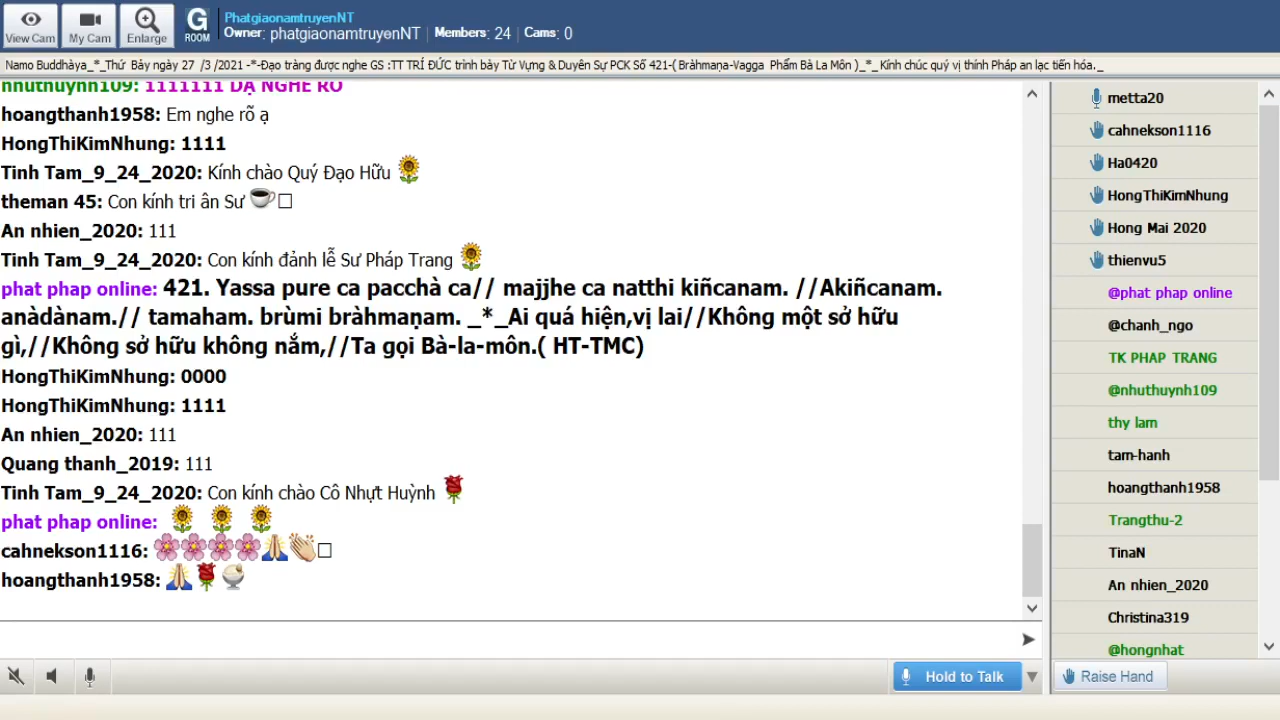 View Cam
My Cam
Enlarge
G
ROOM
PhatgiaonamtruyenNT
Owner: phatgiaonamtruyenNT | Members: 24 | Cams: 0
Namo Buddhàya_*_Thứ Bảy ngày 27 /3 /2021 -*-Đạo tràng được nghe GS :TT TRÍ ĐỨC trình bày Từ Vựng & Duyên Sự PCK Số 421-( Bràhmaṇa-Vagga Phẩm Bà La Môn )_*_ Kính chúc quý vị thính Pháp an lạc tiến hóa._
nhuthuynh109: 1111111 DẠ NGHE RÕ
hoangthanh1958: Em nghe rõ ạ
HongThiKimNhung: 1111
Tinh Tam_9_24_2020: Kính chào Quý Đạo Hữu
theman 45: Con kính tri ân Sư
An nhien_2020: 111
Tinh Tam_9_24_2020: Con kính đảnh lễ Sư Pháp Trang
phat phap online: 421. Yassa pure ca pacchà ca// majjhe ca natthi kiñcanam. //Akiñcanam.
anàdànam.// tamaham. brùmi bràhmaṇam. _*_Ai quá hiện,vị lai//Không một sở hữu
gì,//Không sở hữu không nắm,//Ta gọi Bà-la-môn.( HT-TMC)
HongThiKimNhung: 0000
HongThiKimNhung: 1111
An nhien_2020: 111
Quang thanh_2019: 111
Tinh Tam_9_24_2020: Con kính chào Cô Nhựt Huỳnh
phat phap online:
cahnekson1116:
hoangthanh1958:
metta20
cahnekson1116
Ha0420
HongThiKimNhung
Hong Mai 2020
thienvu5
@phat phap online
@chanh_ngo
TK PHAP TRANG
@nhuthuynh109
thy lam
tam-hanh
hoangthanh1958
Trangthu-2
TinaN
An nhien_2020
Christina319
@hongnhat
Hold to Talk
Raise Hand